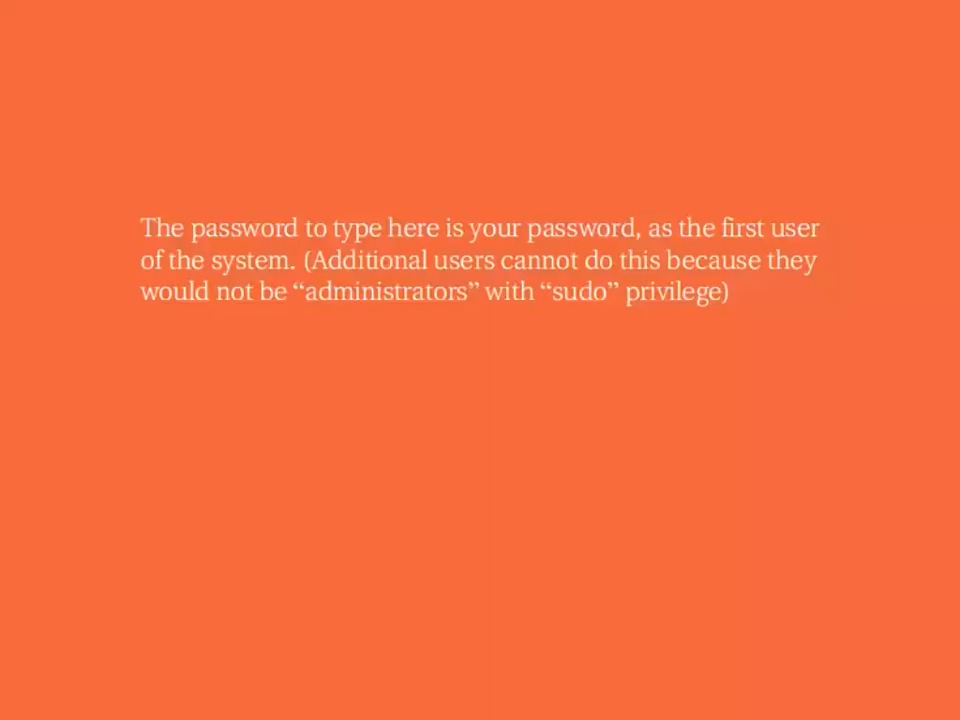 The password to type here is your password, as the first user
of the system. (Additional users cannot do this because they
would not be “administrators” with “sudo” privilege)